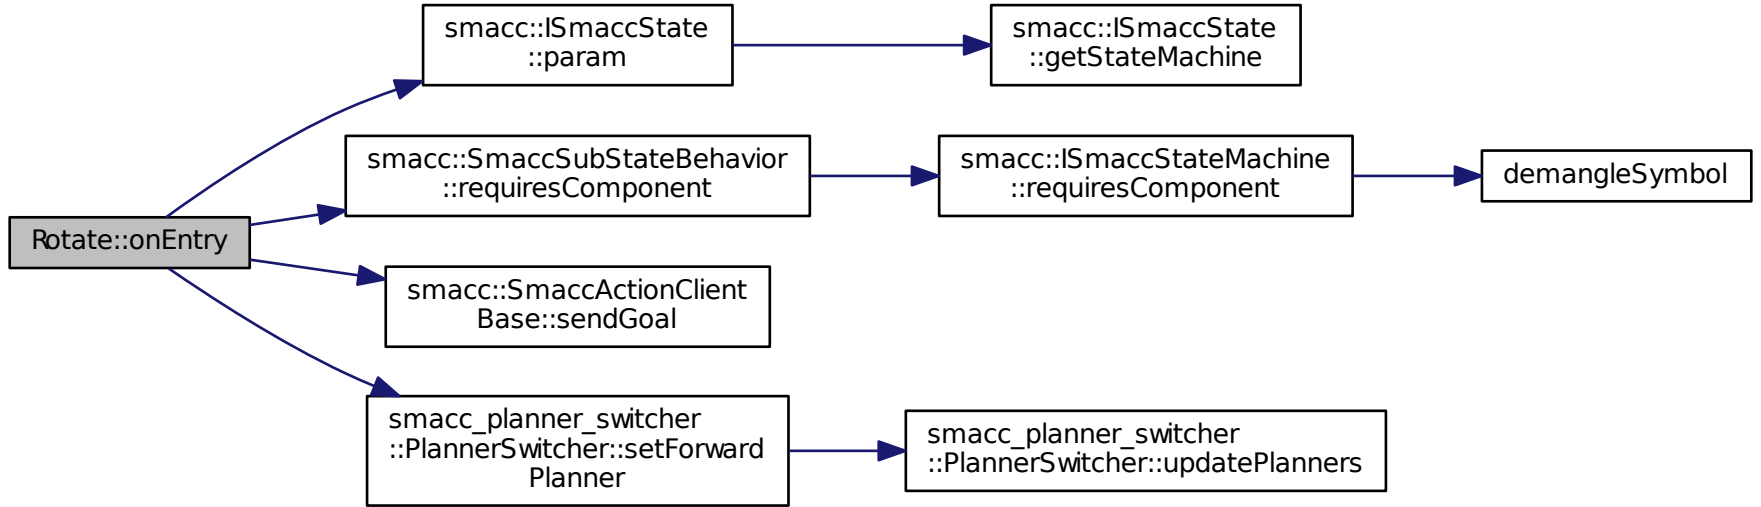 smacc::ISmaccState
::param
smacc::ISmaccState
::getStateMachine
smacc::SmaccSubStateBehavior
::requiresComponent
smacc::ISmaccStateMachine
::requiresComponent
demangleSymbol
Rotate::onEntry
smacc::SmaccActionClient
Base::sendGoal
smacc_planner_switcher
::PlannerSwitcher::setForward
Planner
smacc_planner_switcher
::PlannerSwitcher::updatePlanners